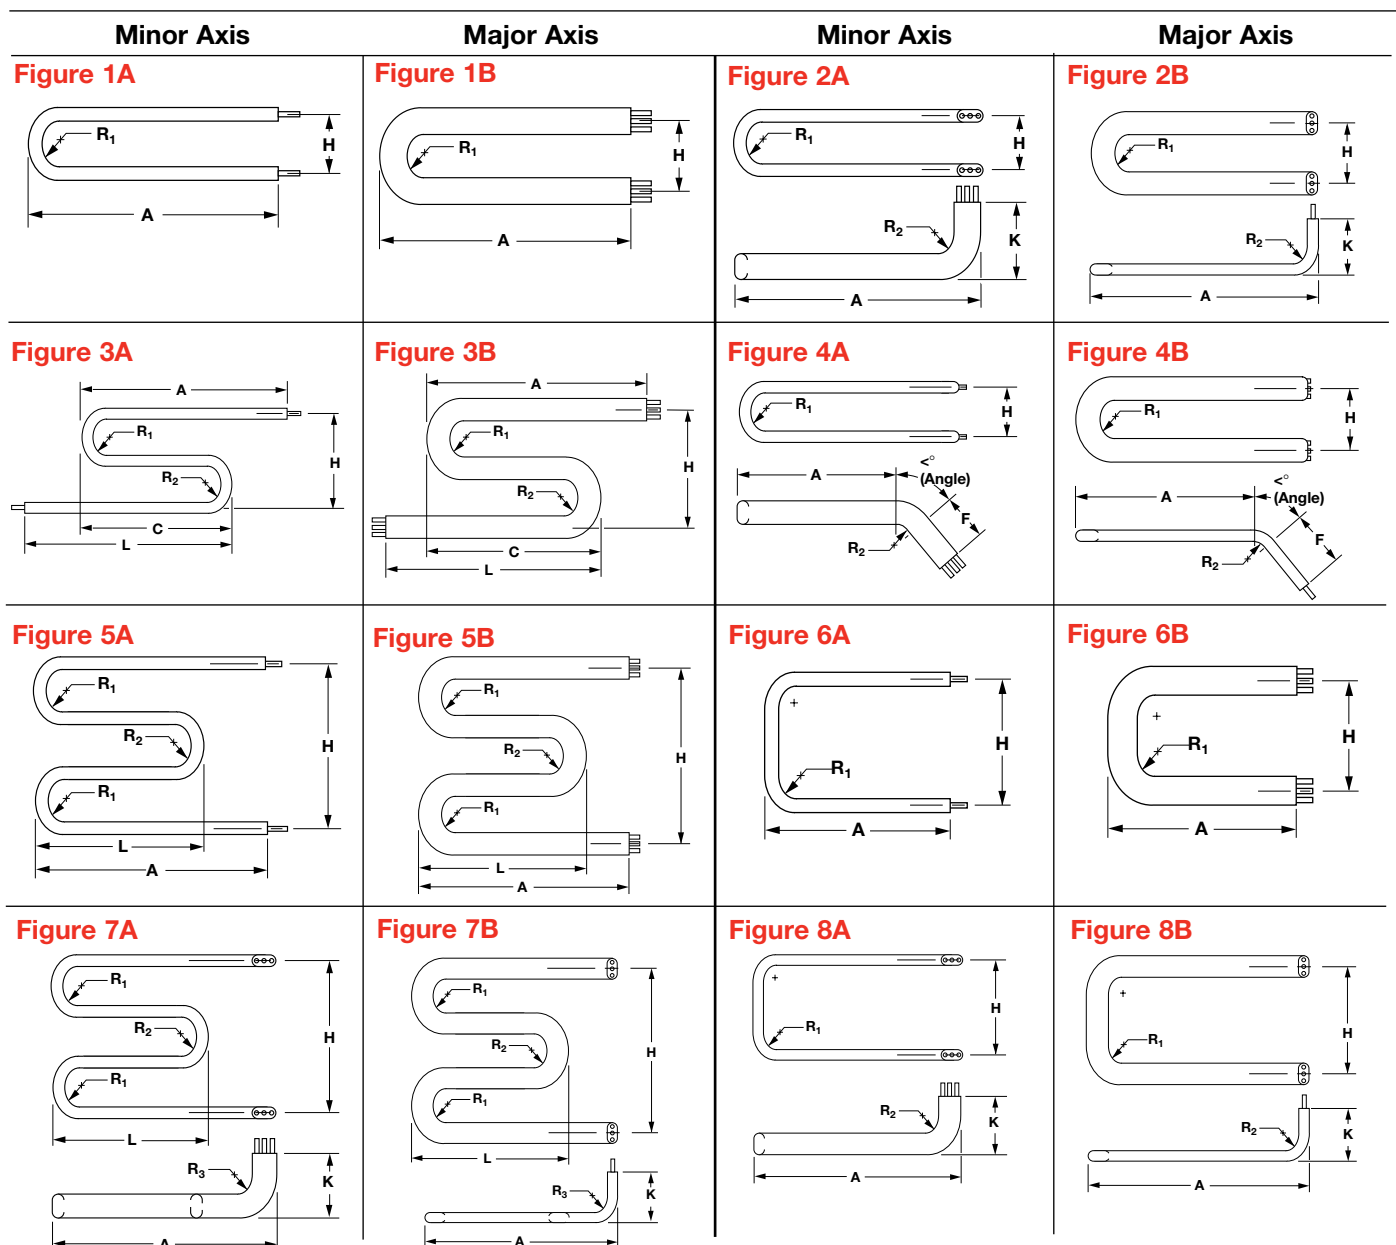 Minor Axis Major Axis Minor Axis Major Axis
Figure 1A
R1
H
A
Figure 1B
R1
H
A
Figure 2A
H
R2
K
A
Figure 2B
R1
H
R2
K
A
Figure 3A
A
R1
H
R2
C
L
Figure 3B
A
R1
H
R2
C
L
Figure 4A
R1
H
A
<°
(Angle)
F
R2
Figure 4B
R1
H
A
<°
(Angle)
F
R2
Figure 5A
R1
R2
H
R1
L
A
Figure 5B
R1
R2
H
R1
L
A
Figure 6A
H
R1
A
Figure 6B
H
R1
A
Figure 7A
R1
R2
H
R1
L
R3
K
A
Figure 7B
R1
R2
H
R1
L
R3
K
A
Figure 8A
H
R1
R2
K
A
Figure 8B
H
R1
R2
K
A